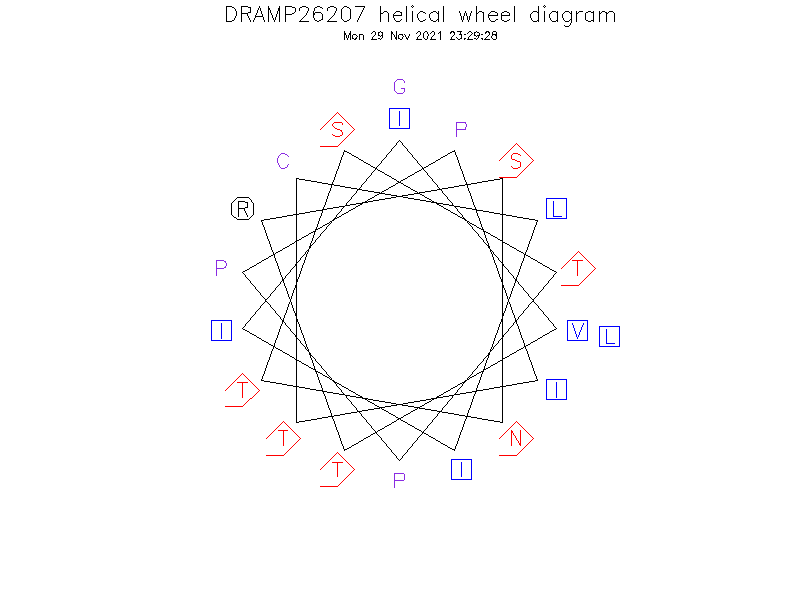 DRAMP26207 helical wheel diagram
Mon 29 Nov 2021 23:29:28
G
S I P
C S
R L
P T
I V L
T I
T N
T P I